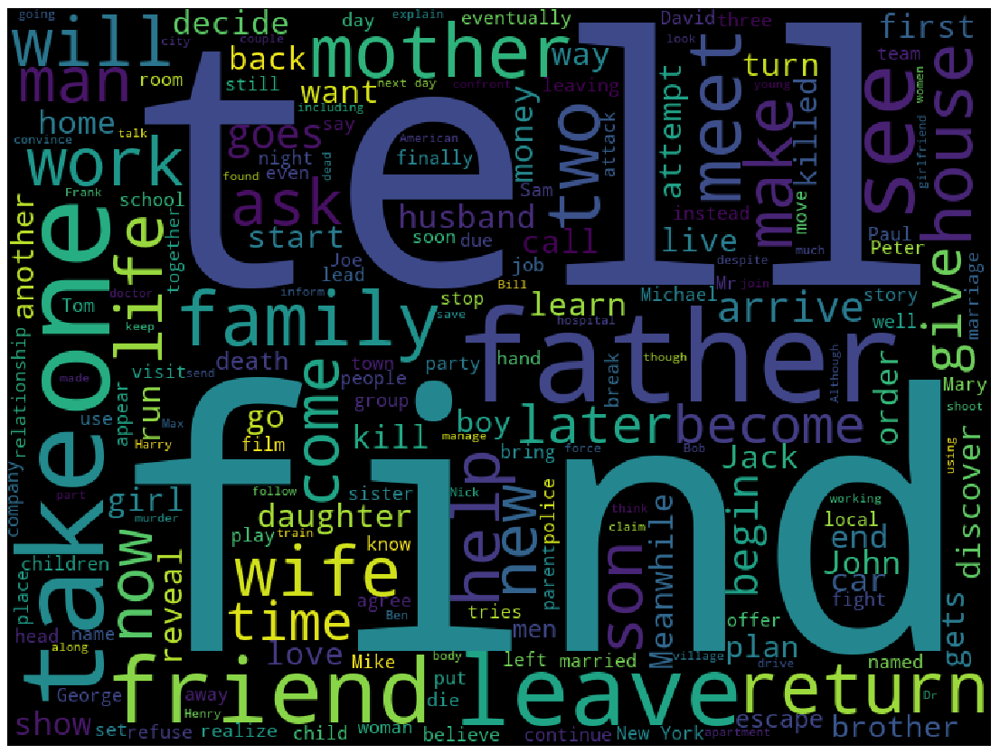 going
explain
decide
day
eventually
David
three
first
will
city
couple
look
team
mother
way
back
man
room
still
want
next day
confront
leaving
turn
young
women
house
tell
see
meet
make
home
including
goes
say
money
attempt
killed
convince
talk
American
two
attack
girlfriend
work
night
found
even
dead
finally
Frank
school
ask
Sam
instead
move
husband
call
live
much
Paul
Peter
another
one
life
together
start
soon
due
Joe
lead
job
despite
Mr
join
Tom
doctor
inform
Bill
stop
learn
Michael
arrive
story
give
marriage
keep
family
save
hospital
well
father
relationship
made
visit
send
death
town
people
party
hand
break
though
Although
order
Mary
run
appear
use
come
group
shoot
Max
go
kill
boy
later
become
take
Harry
film
manage
bring
force
Bob
Jack
using
company
part
find
girl
follow
sister
Nick
help
new
police
think
working
discover
murder
daughter
claim
local
now
play
train
know
parent
son
Meanwhile
begin
end
John
car
children
wife
fight
place
reveal
agree
tries
head
name
time
Ben
men
offer
gets
along
love
Mike
body
left
married
village
plan
drive
named
George
friend
away
put
leave
return
Dr
die
show
set
refuse
Henry
realize
child
woman
believe
continue
New York
apartment
escape
brother